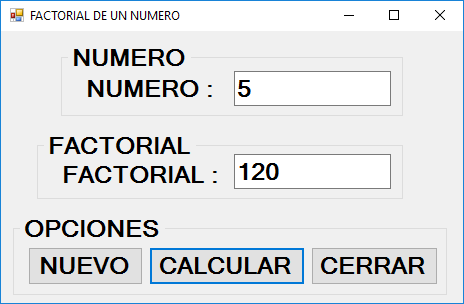 FACTORIAL DE UN NUMERO
NUMERO
NUMERO : 5
FACTORIAL
FACTORIAL : 120
OPCIONES
NUEVO CALCULAR CERRAR